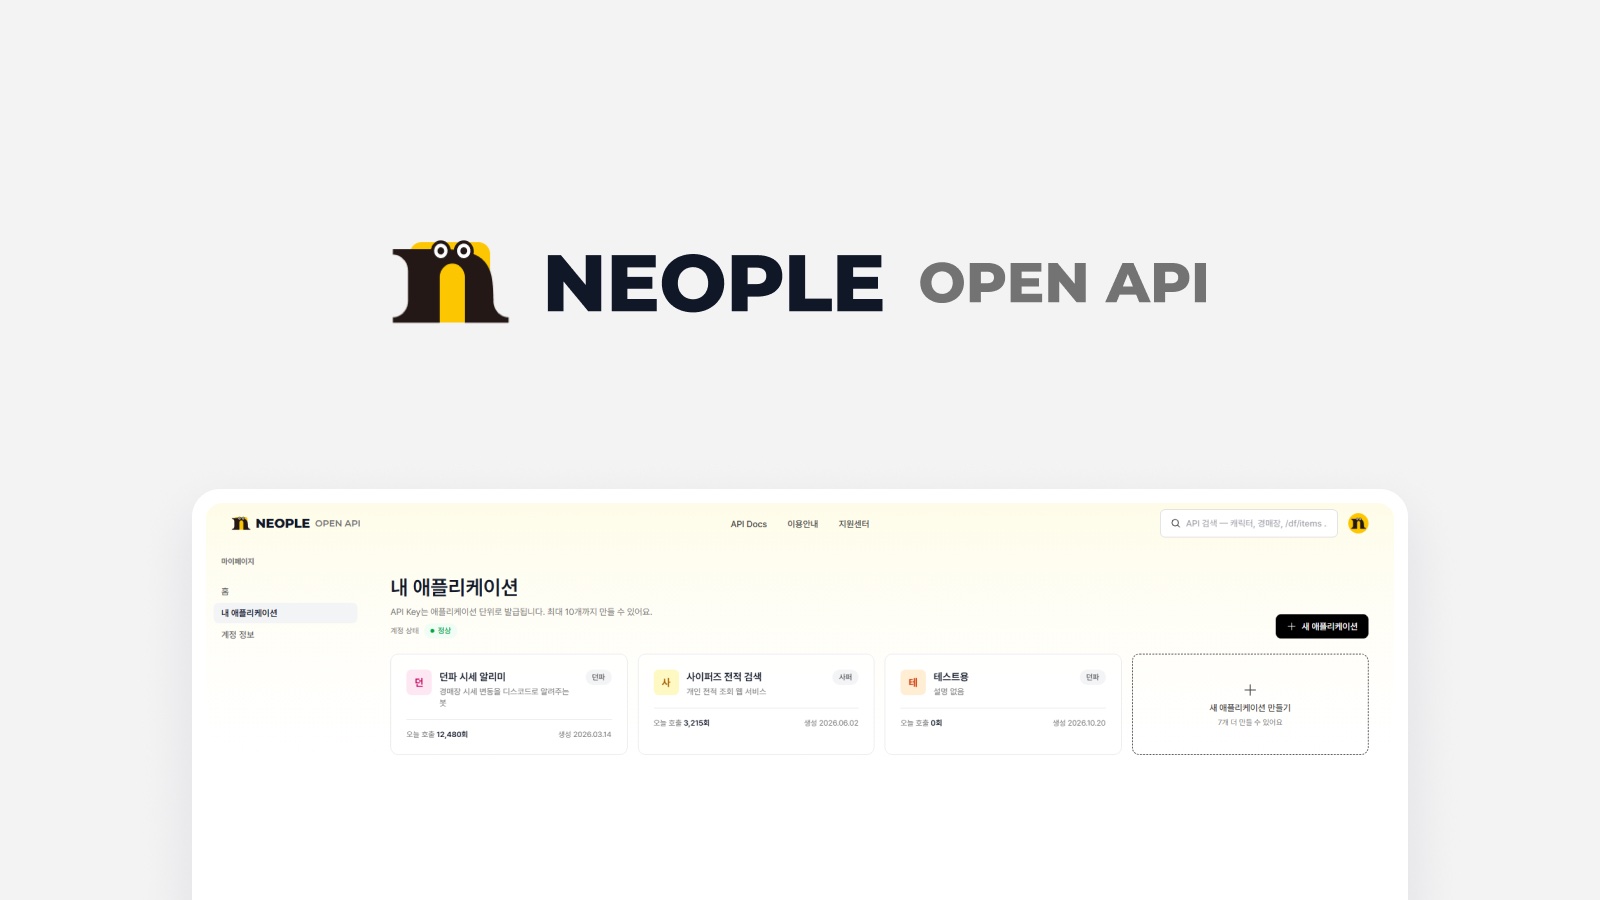 NEOPLE OPEN API
NEOPLE OPEN API
API Docs
이용안내
지원센터
API 검색 — 캐릭터, 경매장, /df/items .
마이페이지
홈
내 애플리케이션
계정 정보
내 애플리케이션
API Key는 애플리케이션 단위로 발급됩니다. 최대 10개까지 만들 수 있어요.
계정 상태
정상
새 애플리케이션
던
던파 시세 알리미
던파
경매장 시세 변동을 디스코드로 알려주는
봇
오늘 호출 12,480회
생성 2026.03.14
사
사이퍼즈 전적 검색
사퍼
개인 전적 조회 웹 서비스
오늘 호출 3,215회
생성 2026.06.02
테
테스트용
던파
설명 없음
오늘 호출 0회
생성 2026.10.20
새 애플리케이션 만들기
7개 더 만들 수 있어요